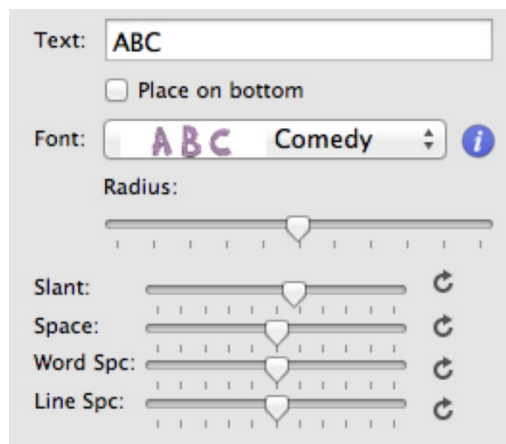 Text: ABC
Place on bottom
Font: ABC Comedy i
Radius:
Slant:
Space:
Word Spc:
Line Spc: